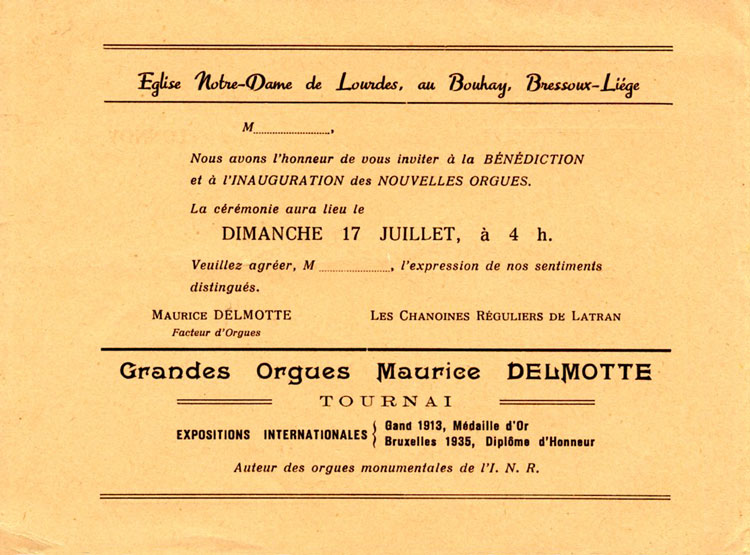 Eglise Notre-Dame de Lourdes, au Bouhay, Bressoux-Liége
M....................,
Nous avons l'honneur de vous inviter à la BÉNÉDICTION
et à l'INAUGURATION des NOUVELLES ORGUES.
La cérémonie aura lieu le
DIMANCHE 17 JUILLET, à 4 h.
Veuillez agréer, M ...................., l'expression de nos sentiments
distingués.
MAURICE DELMOTTE LES CHANOINES RÉGULIERS DE LATRAN
Facteur d'Orgues
Grandes Orgues Maurice DELMOTTE
TOURNAI
EXPOSITIONS INTERNATIONALES { Gand 1913, Médaille d'Or
Bruxelles 1935, Diplôme d'Honneur
Auteur des orgues monumentales de l'I. N. R.